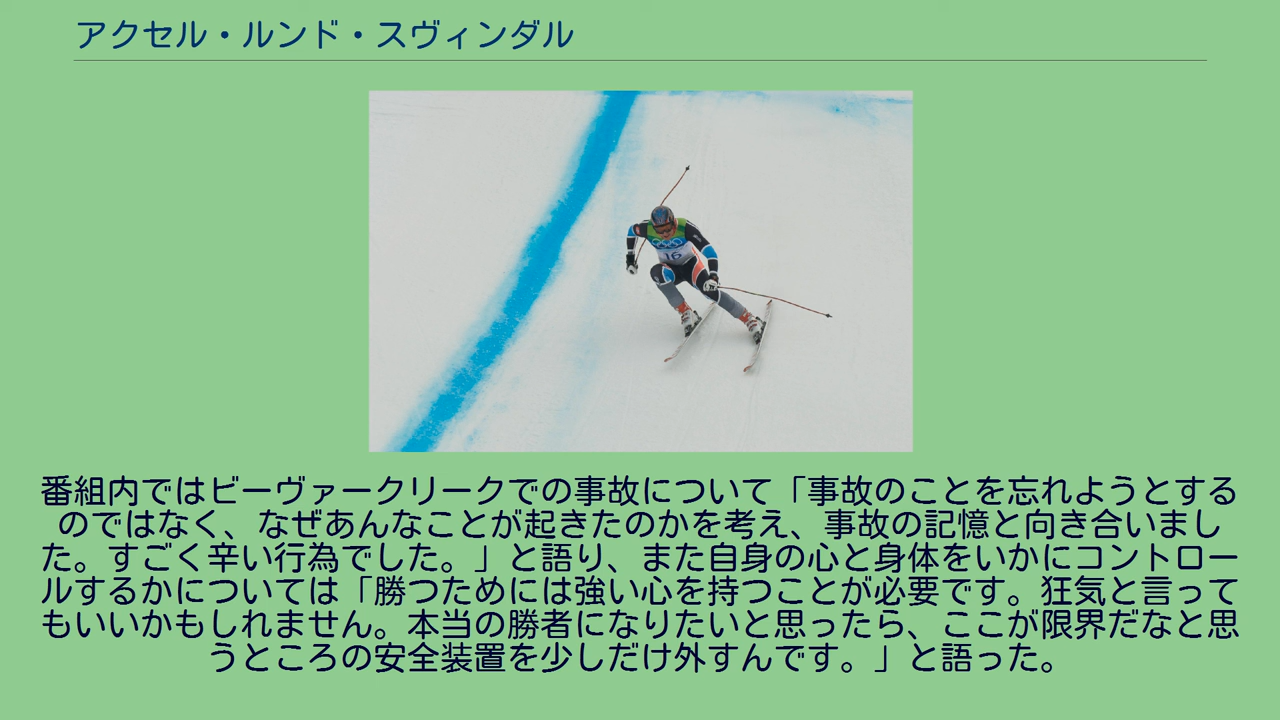 アクセル・ルンド・スヴィンダル
16
番組内ではビーヴァークリークでの事故について「事故のことを忘れようとする
のではなく、なぜあんなことが起きたのかを考え、事故の記憶と向き合いまし
た。すごく辛い行為でした。」と語り、また自身の心と身体をいかにコントロー
ルするかについては「勝つためには強い心を持つことが必要です。狂気と言って
もいいかもしれません。本当の勝者になりたいと思ったら、ここが限界だなと思
うところの安全装置を少しだけ外すんです。」と語った。